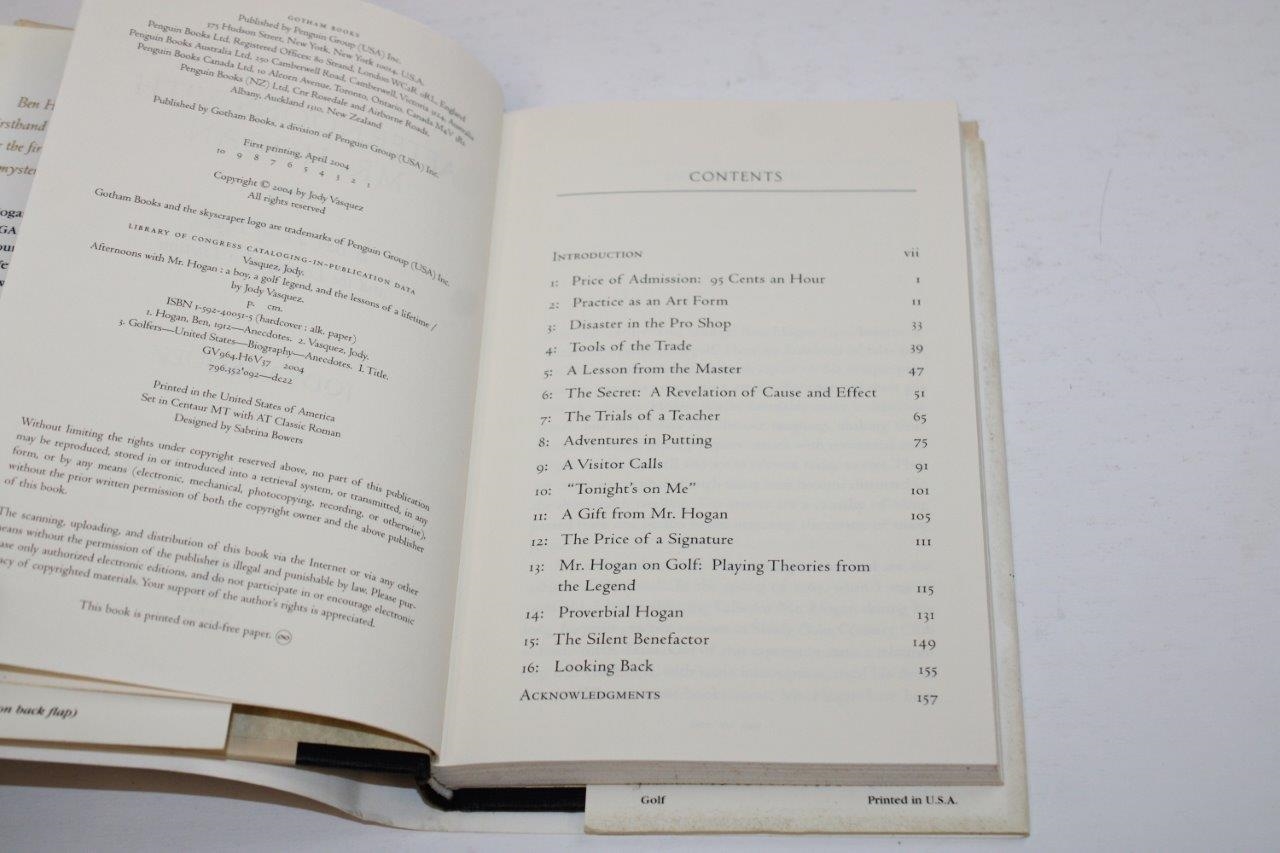 Ben H
irsthand
the fir
myster
oga
GA
our
fe
on back flap)
GOTHAM BOOKS
Published by Penguin Group (USA) Inc.
375 Hudson Street, New York, New York 10014, U.S.A.
Penguin Books Ltd, Registered Offices: 80 Strand, London WC2R 0RL, England
Penguin Books Australia Ltd, 250 Camberwell Road, Camberwell, Victoria 3124, Australia
Penguin Books Canada Ltd, 10 Alcorn Avenue, Toronto, Ontario, Canada M4V 3B2
Penguin Books (NZ) Ltd, Cnr Rosedale and Airborne Roads,
Albany, Auckland 1310, New Zealand
Published by Gotham Books, a division of Penguin Group (USA) Inc.
First printing, April 2004
10 9 8 7 6 5 4 3 2 1
Copyright © 2004 by Jody Vasquez
All rights reserved
Gotham Books and the skyscraper logo are trademarks of Penguin Group (USA) Inc.
LIBRARY OF CONGRESS CATALOGING-IN-PUBLICATION DATA
Vasquez, Jody.
Afternoons with Mr. Hogan : a boy, a golf legend, and the lessons of a lifetime /
by Jody Vasquez.
p. cm.
ISBN 1-592-40051-5 (hardcover : alk. paper)
1. Hogan, Ben, 1912—Anecdotes. 2. Vasquez, Jody.
3. Golfers—United States—Biography—Anecdotes. I. Title.
GV964.H6V37 2004
796.352'092—dc22
Printed in the United States of America
Set in Centaur MT with AT Classic Roman
Designed by Sabrina Bowers
Without limiting the rights under copyright reserved above, no part of this publication
may be reproduced, stored in or introduced into a retrieval system, or transmitted, in any
form, or by any means (electronic, mechanical, photocopying, recording, or otherwise),
without the prior written permission of both the copyright owner and the above publisher
of this book.
The scanning, uploading, and distribution of this book via the Internet or via any other
means without the permission of the publisher is illegal and punishable by law. Please pur-
ase only authorized electronic editions, and do not participate in or encourage electronic
acy of copyrighted materials. Your support of the author's rights is appreciated.
This book is printed on acid-free paper. ∞
CONTENTS
INTRODUCTION vii
1: Price of Admission: 95 Cents an Hour 1
2: Practice as an Art Form 11
3: Disaster in the Pro Shop 33
4: Tools of the Trade 39
5: A Lesson from the Master 47
6: The Secret: A Revelation of Cause and Effect 51
7: The Trials of a Teacher 65
8: Adventures in Putting 75
9: A Visitor Calls 91
10: “Tonight’s on Me” 101
11: A Gift from Mr. Hogan 105
12: The Price of a Signature 111
13: Mr. Hogan on Golf: Playing Theories from
the Legend 115
14: Proverbial Hogan 131
15: The Silent Benefactor 149
16: Looking Back 155
ACKNOWLEDGMENTS 157
Golf Printed in U.S.A.